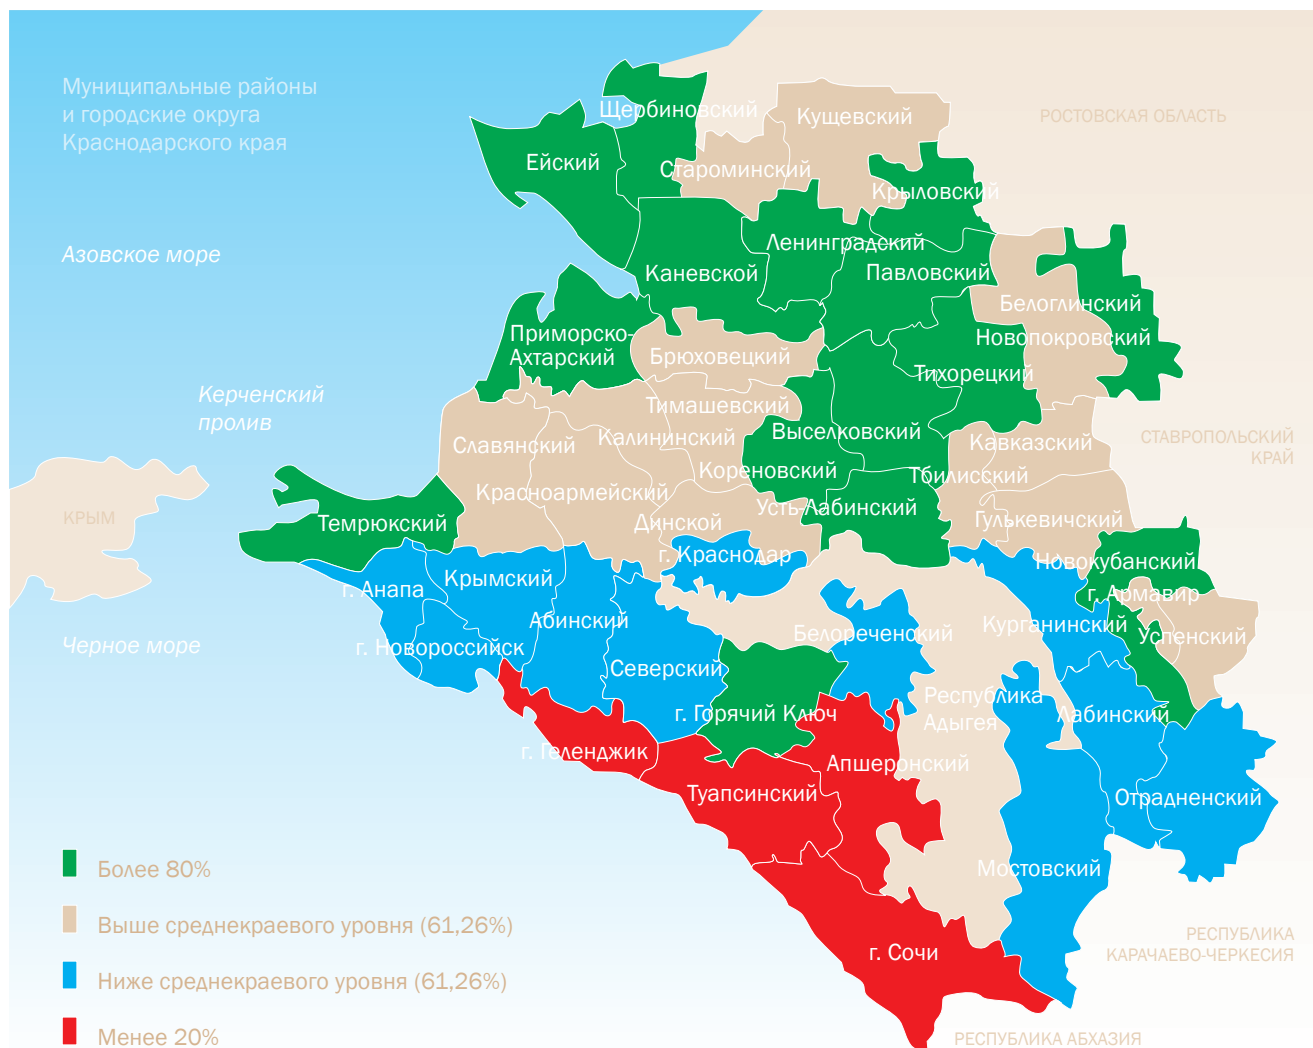 Муниципальные районы
и городские округа
Краснодарского края
РОСТОВСКАЯ ОБЛАСТЬ
Щербиновский
Кущевский
Ейский
Староминский
Крыловский
Азовское море
Ленинградский
Каневской
Павловский
Белоглинский
Приморско-
Ахтарский
Новопокровский
Брюховецкий
Тихорецкий
Керченский
пролив
Тимашевский
Славянский
Калининский
Выселковский
Кавказский
СТАВРОПОЛЬСКИЙ
КРАЙ
Кореновский
Тбилисский
Красноармейский
Усть-Лабинский
КРЫМ
Темрюкский
Динской
Гулькевичский
г. Краснодар
Новокубанский
г. Анапа
Крымский
г. Армавир
Абинский
Белореченский
Курганинский
Успенский
Черное море
г. Новороссийск
Северский
Республика
Адыгея
г. Горячий Ключ
Лабинский
г. Геленджик
Апшеронский
Туапсинский
Отрадненский
Мостовский
г. Сочи
РЕСПУБЛИКА
КАРАЧАЕВО-ЧЕРКЕСИЯ
РЕСПУБЛИКА АБХАЗИЯ
Более 80%
Выше среднекраевого уровня (61,26%)
Ниже среднекраевого уровня (61,26%)
Менее 20%